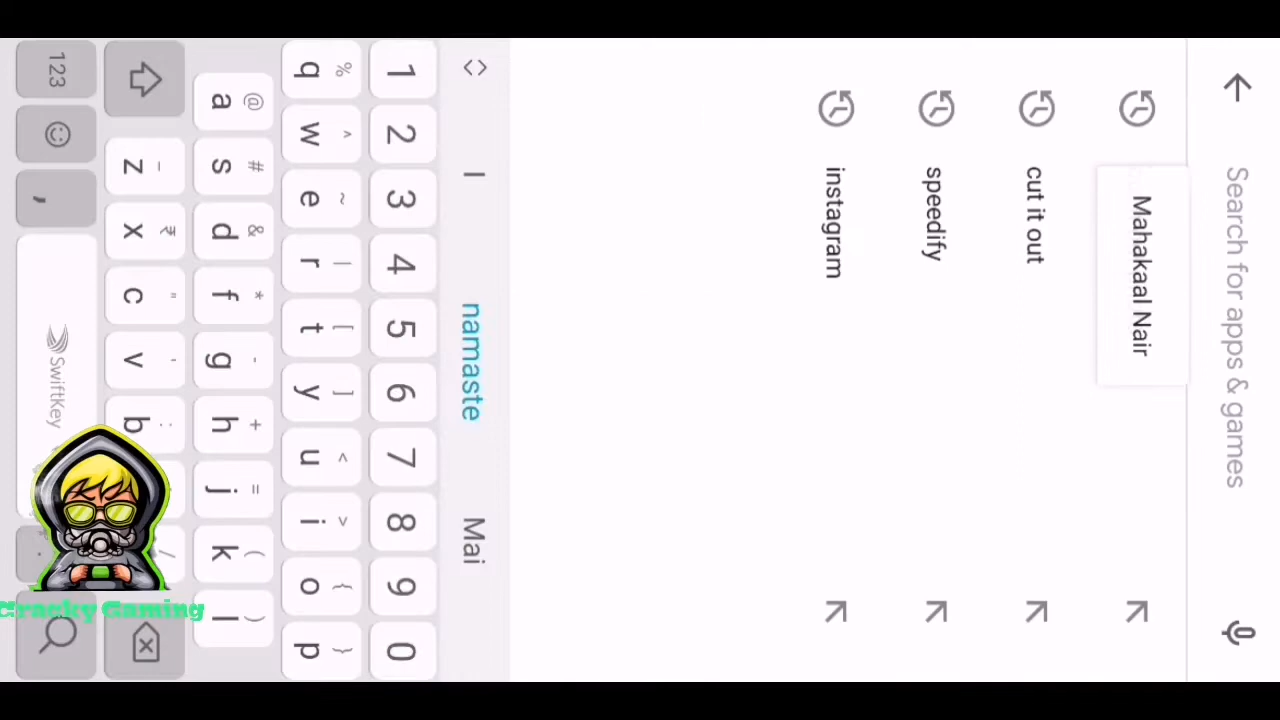 Search for apps & games
Mahakaal Nair
cut it out
speedify
instagram
I namaste Mai
1 2 3 4 5 6 7 8 9 0
% ^ ~ | [ ] < > { }
q w e r t y u i o p
@ # & * - + = ( )
a s d f g h j k l
_ ₹ " ' : /
z x c v b
123 , SwiftKey .
Cracky Gaming